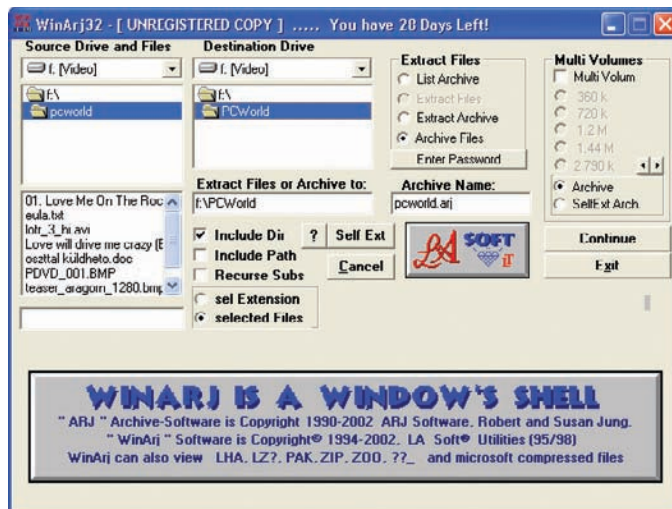 WinArj32 - [ UNREGISTERED COPY ] ..... You have 28 Days Left!
Source Drive and Files
f: [Video]
f:\
pcworld
01. Love Me On The Roc
eula.txt
lotr_3_hi.avi
Love will drive me crazy (E
oszttal küldheto.doc
PDVD_001.BMP
teaser_aragorn_1280.bmp
Destination Drive
f: [Video]
f:\
PCWorld
Extract Files or Archive to:
f:\PCWorld
Include Dir
?
Self Ext
Include Path
Recurse Subs
Cancel
sel Extension
selected Files
Extract Files
List Archive
Extract Files
Extract Archive
Archive Files
Enter Password
Archive Name:
pcworld.arj
LA SOFT iT
Multi Volumes
Multi Volum
360 k
720 k
1.2 M
1.44 M
2.790 k
Archive
SelfExt Arch.
Continue
Exit
WINARJ IS A WINDOW'S SHELL
" ARJ " Archive-Software is Copyright 1990-2002 ARJ Software, Robert and Susan Jung.
"WinArj " Software is Copyright© 1994-2002, LA Soft® Utilities (95/98)
WinArj can also view LHA, LZ?, PAK, ZIP, ZOO, ??_ and microsoft compressed files